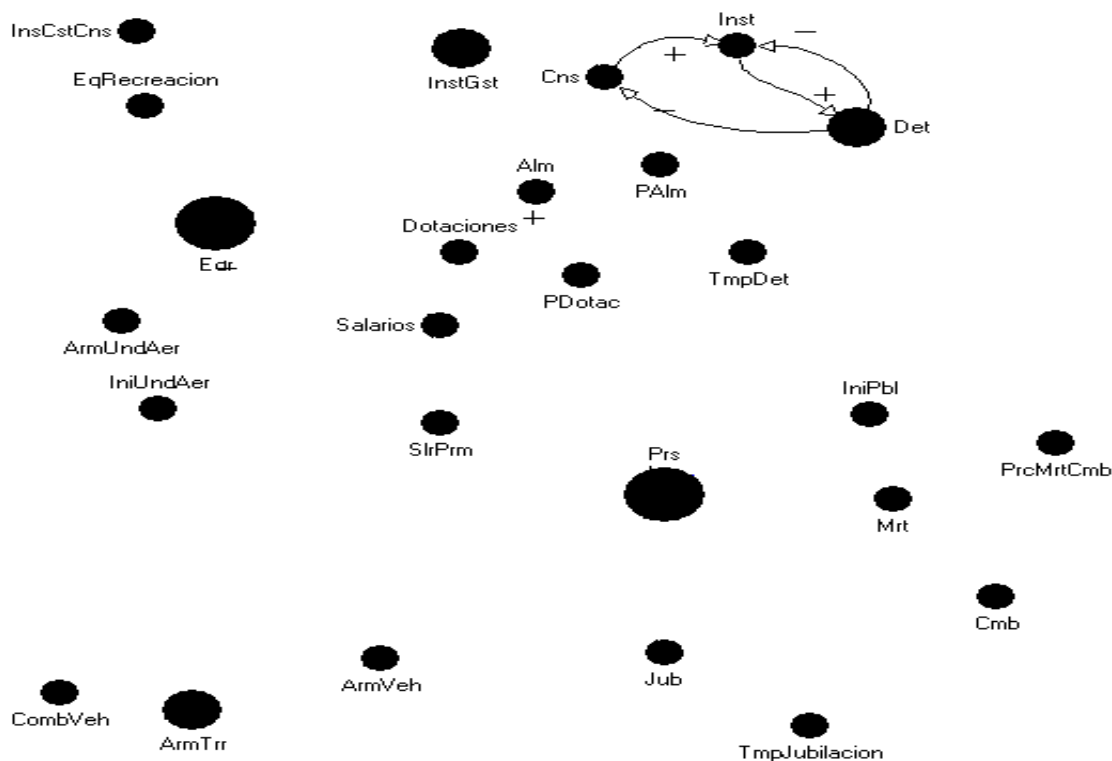 Inst
InsCstCns
EqRecreacion
InstGst
Cns
+
−
−
+
Det
Alm
PAlm
+
Dotaciones
Edr
PDotac
TmpDet
Salarios
ArmUndAer
IniUndAer
IniPbl
SlrPrm
Prs
PrcMrtCmb
Mrt
Cmb
ArmVeh
Jub
CombVeh
ArmTrr
TmpJubilacion